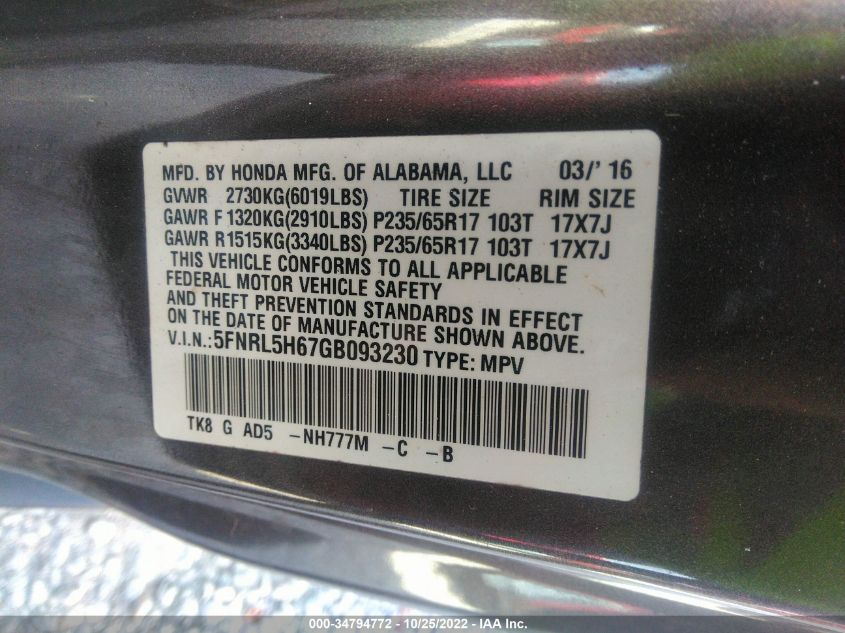 MFD. BY HONDA MFG. OF ALABAMA, LLC 03/' 16
GVWR 2730KG(6019LBS) TIRE SIZE RIM SIZE
GAWR F 1320KG(2910LBS) P235/65R17 103T 17X7J
GAWR R1515KG(3340LBS) P235/65R17 103T 17X7J
THIS VEHICLE CONFORMS TO ALL APPLICABLE
FEDERAL MOTOR VEHICLE SAFETY
AND THEFT PREVENTION STANDARDS IN EFFECT
ON THE DATE OF MANUFACTURE SHOWN ABOVE.
V.I.N.:5FNRL5H67GB093230 TYPE: MPV
TK8 G AD5 -NH777M -C -B
000-34794772 - 10/25/2022 - IAA Inc.